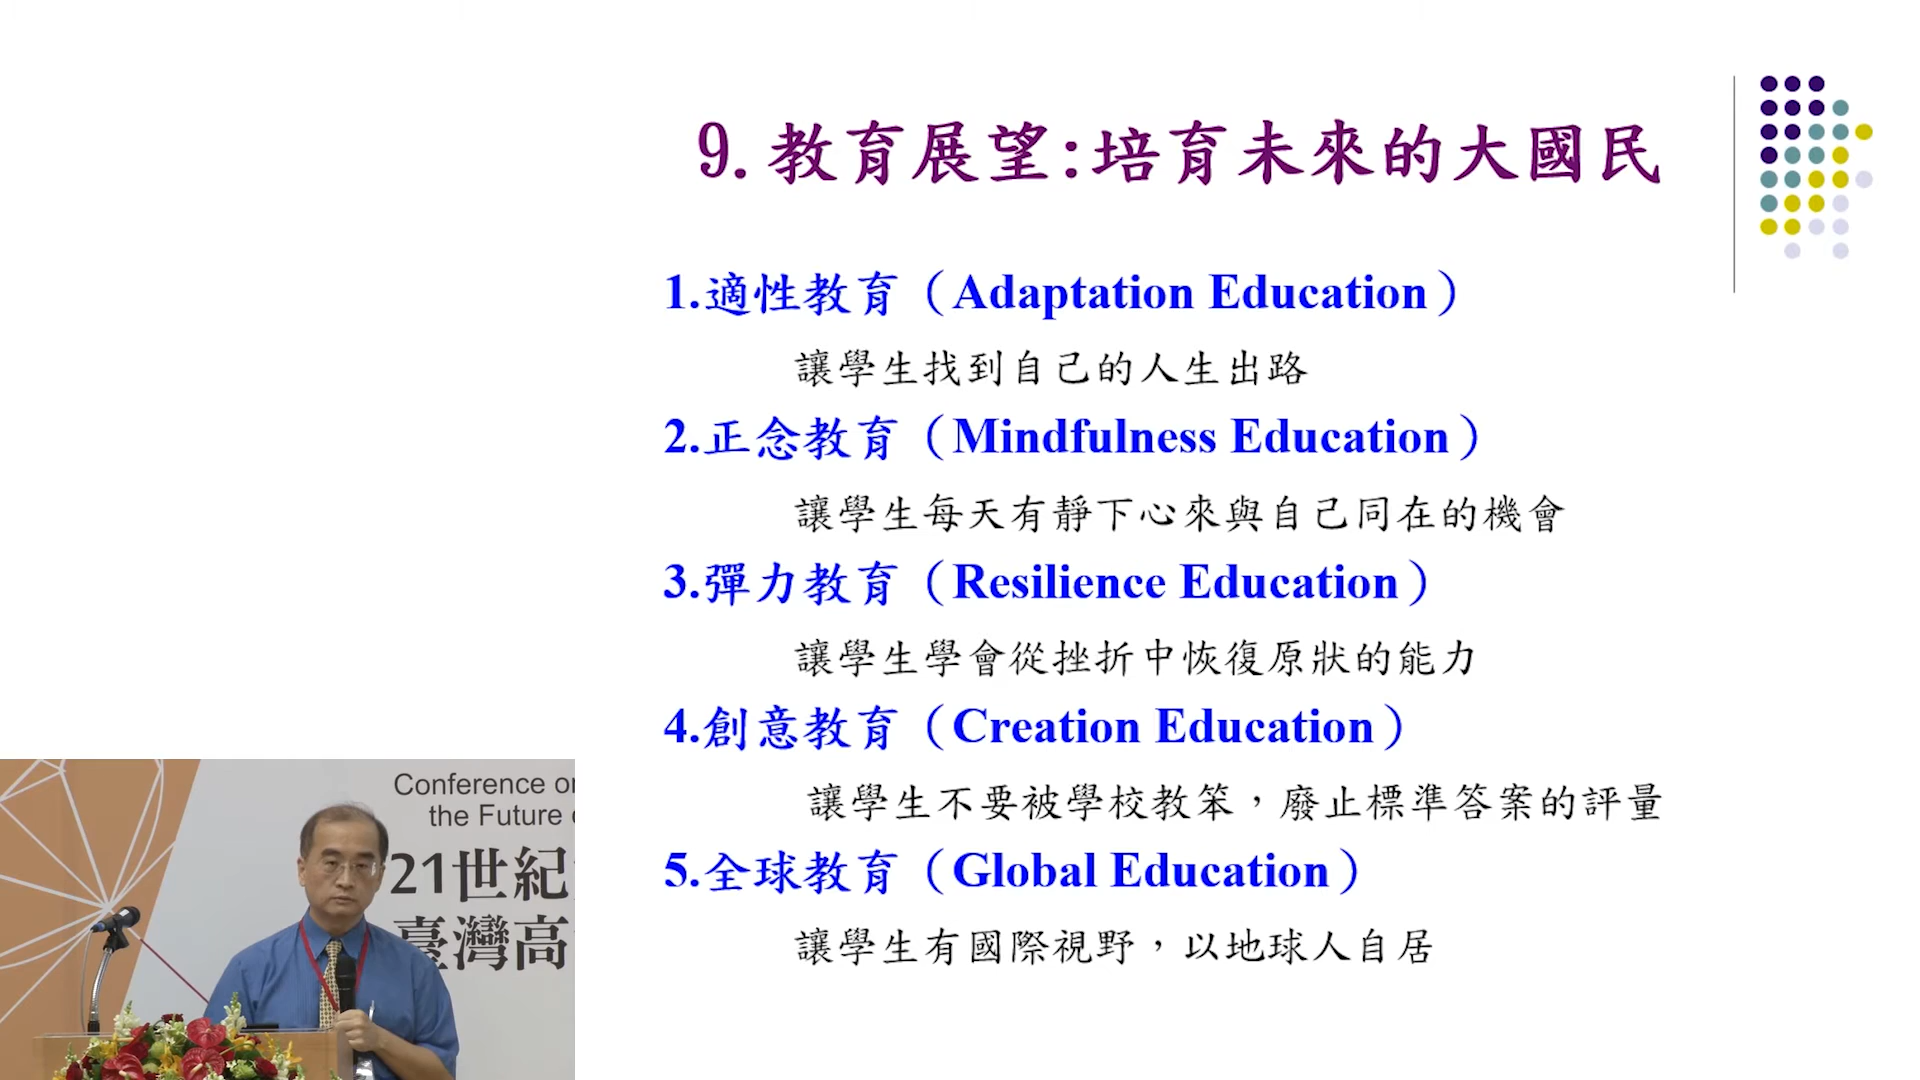 9.教育展望:培育未來的大國民
1.適性教育（Adaptation Education）
讓學生找到自己的人生出路
2.正念教育（Mindfulness Education）
讓學生每天有靜下心來與自己同在的機會
3.彈力教育（Resilience Education）
讓學生學會從挫折中恢復原狀的能力
4.創意教育（Creation Education）
讓學生不要被學校教笨，廢止標準答案的評量
5.全球教育（Global Education）
讓學生有國際視野，以地球人自居
Conference on
the Future
21世紀
臺灣高